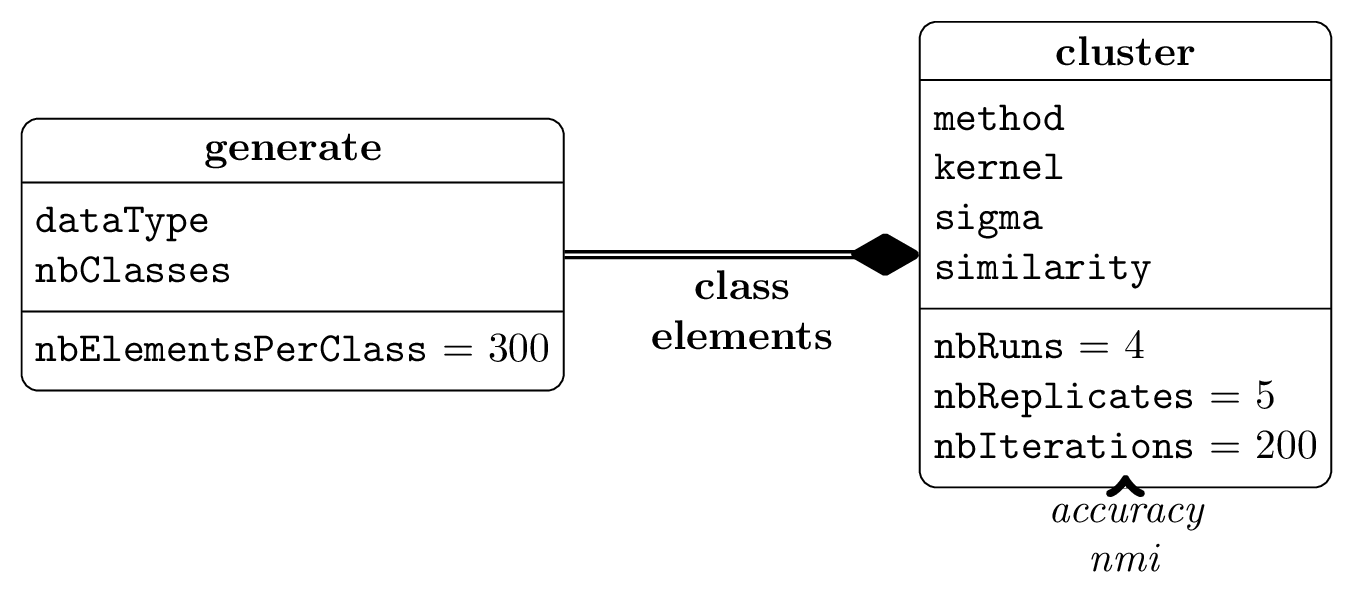 generate
dataType
nbClasses
nbElementsPerClass = 300
class
elements
cluster
method
kernel
sigma
similarity
nbRuns = 4
nbReplicates = 5
nbIterations = 200
accuracy
nmi